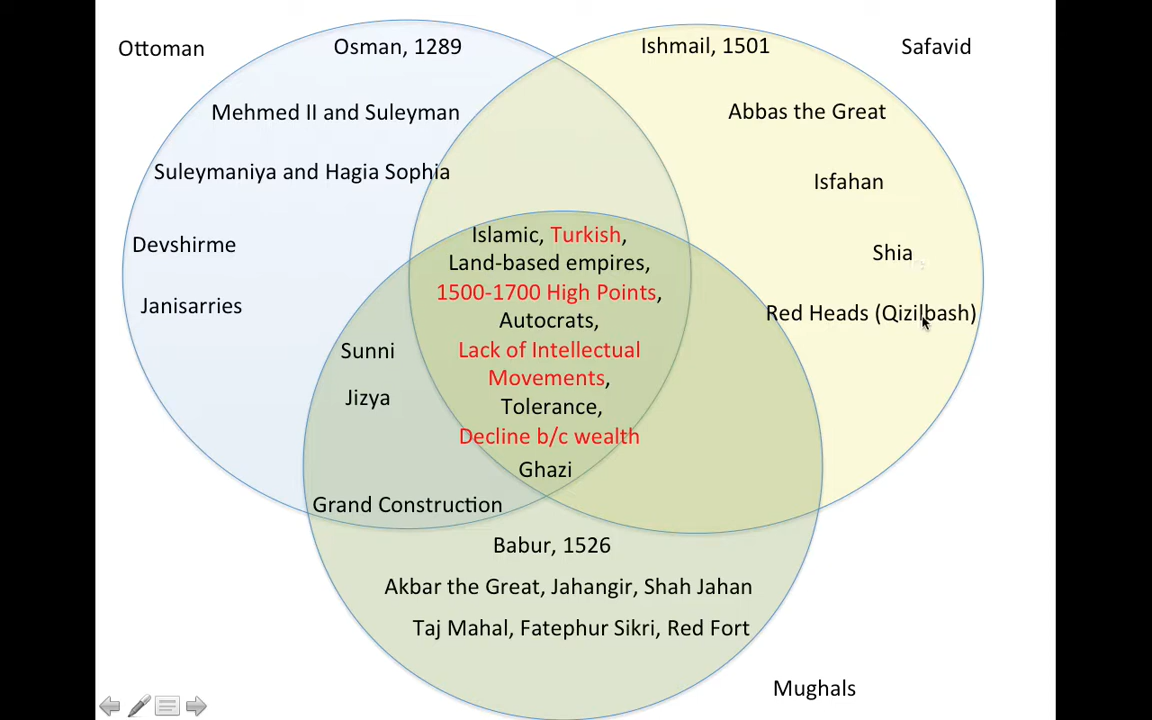 Ottoman
Osman, 1289
Ishmail, 1501
Safavid
Mehmed II and Suleyman
Abbas the Great
Suleymaniya and Hagia Sophia
Isfahan
Devshirme
Islamic, Turkish,
Shia
Land-based empires,
Janisarries
1500-1700 High Points,
Red Heads (Qizilbash)
Autocrats,
Sunni
Lack of Intellectual
Movements,
Jizya
Tolerance,
Decline b/c wealth
Ghazi
Grand Construction
Babur, 1526
Akbar the Great, Jahangir, Shah Jahan
Taj Mahal, Fatephur Sikri, Red Fort
Mughals